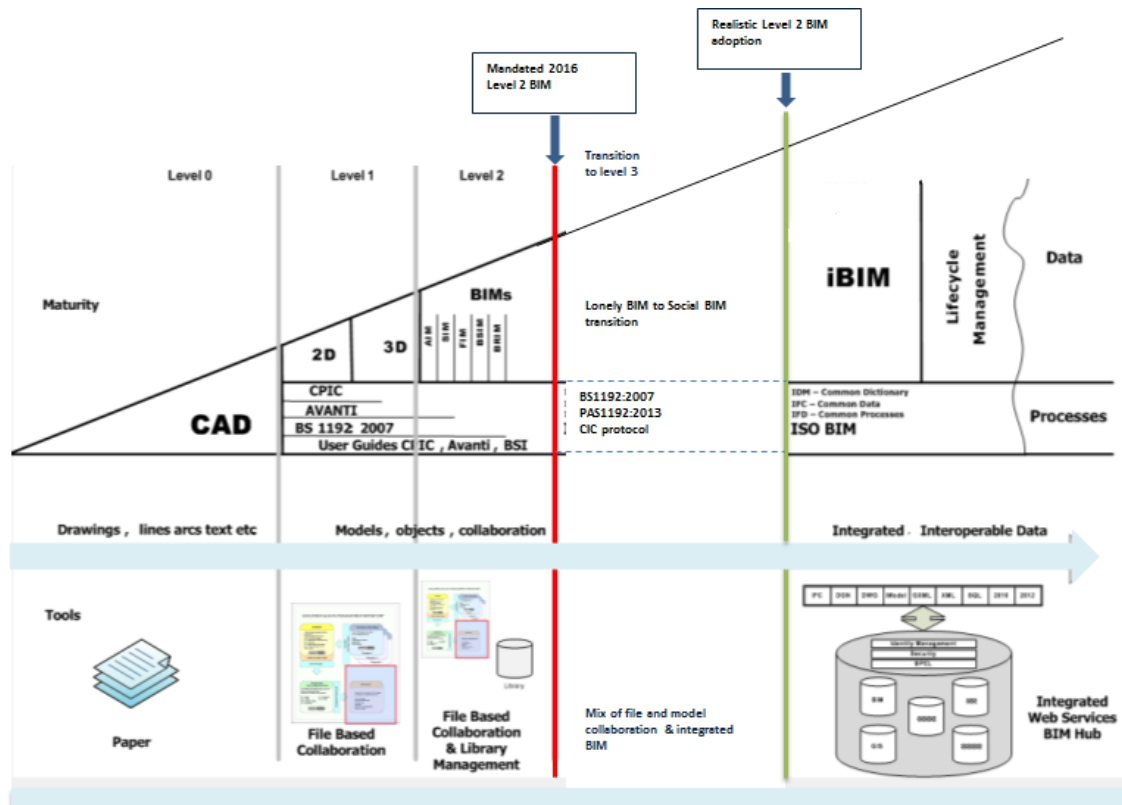 Realistic Level 2 BIM
adoption
Mandated 2016
Level 2 BIM
Transition
to level 3
Level 0
Level 1
Level 2
Maturity
BIMs
2D
3D
AIM
SIM
FIM
BSIM
BRIM
Lonely BIM to Social BIM
transition
iBIM
Lifecycle
Management
Data
CAD
CPIC
AVANTI
BS 1192: 2007
User Guides CPIC , Avanti , BSI
BS1192:2007
PAS1192:2013
CIC protocol
IDM – Common Dictionary
IFC – Common Data
IFD – Common Processes
ISO BIM
Processes
Drawings , lines arcs text etc
Models , objects , collaboration
Integrated . Interoperable Data
Tools
Paper
File Based
Collaboration
Library
File Based
Collaboration
& Library
Management
Mix of file and model
collaboration & integrated
BIM
IFC DGN DWG iModel GXML XML SQL 2010 2012
Identity Management
Security
BPEL
BIM
GIS
Integrated
Web Services
BIM Hub